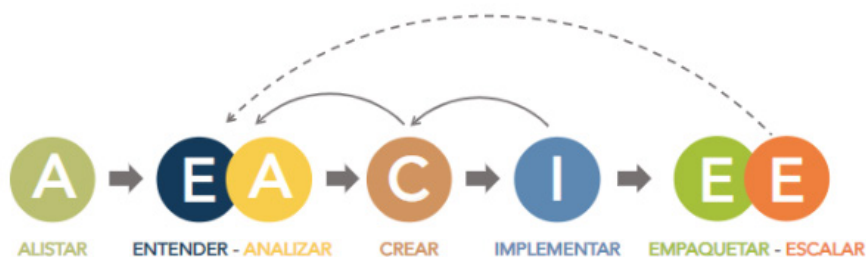 A E A C I E E
ALISTAR ENTENDER - ANALIZAR CREAR IMPLEMENTAR EMPAQUETAR - ESCALAR